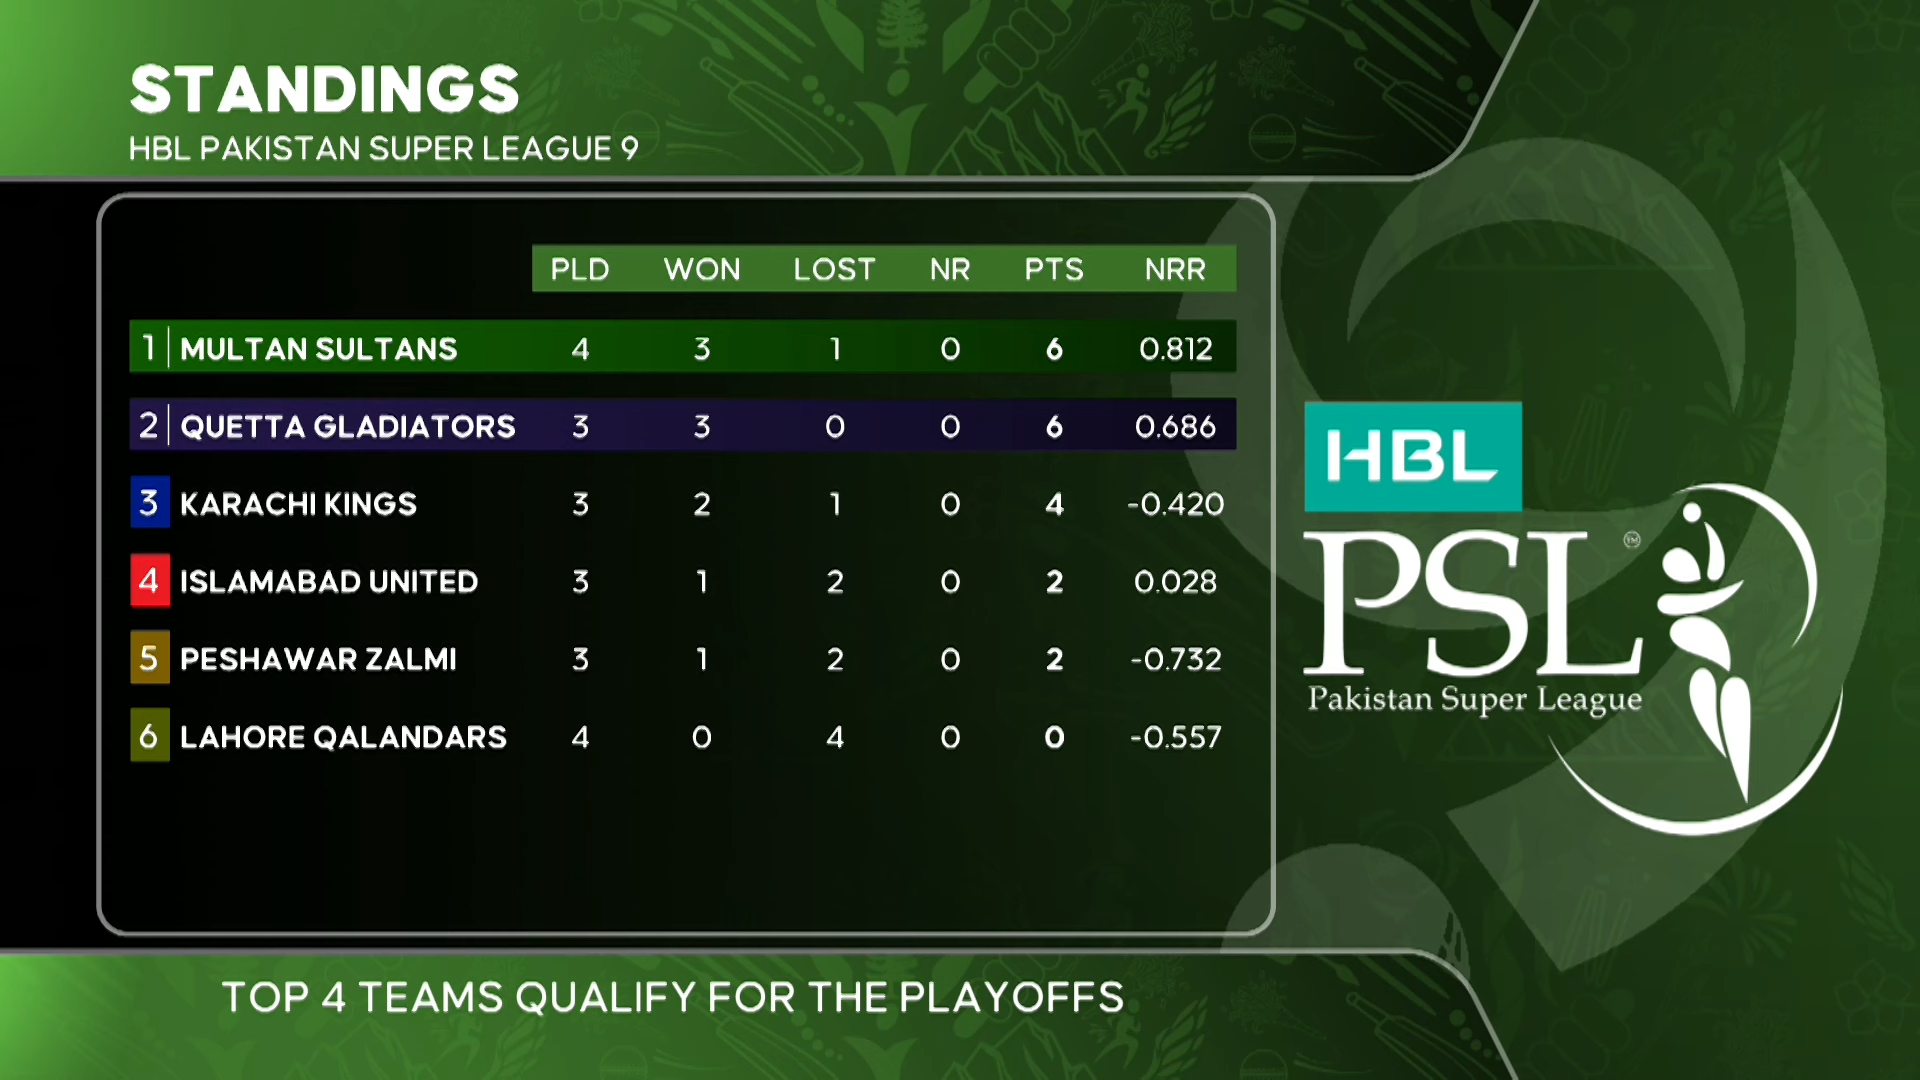 STANDINGS
HBL PAKISTAN SUPER LEAGUE 9
PLD WON LOST NR PTS NRR
1 MULTAN SULTANS 4 3 1 0 6 0.812
2 QUETTA GLADIATORS 3 3 0 0 6 0.686
3 KARACHI KINGS 3 2 1 0 4 -0.420
4 ISLAMABAD UNITED 3 1 2 0 2 0.028
5 PESHAWAR ZALMI 3 1 2 0 2 -0.732
6 LAHORE QALANDARS 4 0 4 0 0 -0.557
HBL
PSL TM
Pakistan Super League
TOP 4 TEAMS QUALIFY FOR THE PLAYOFFS